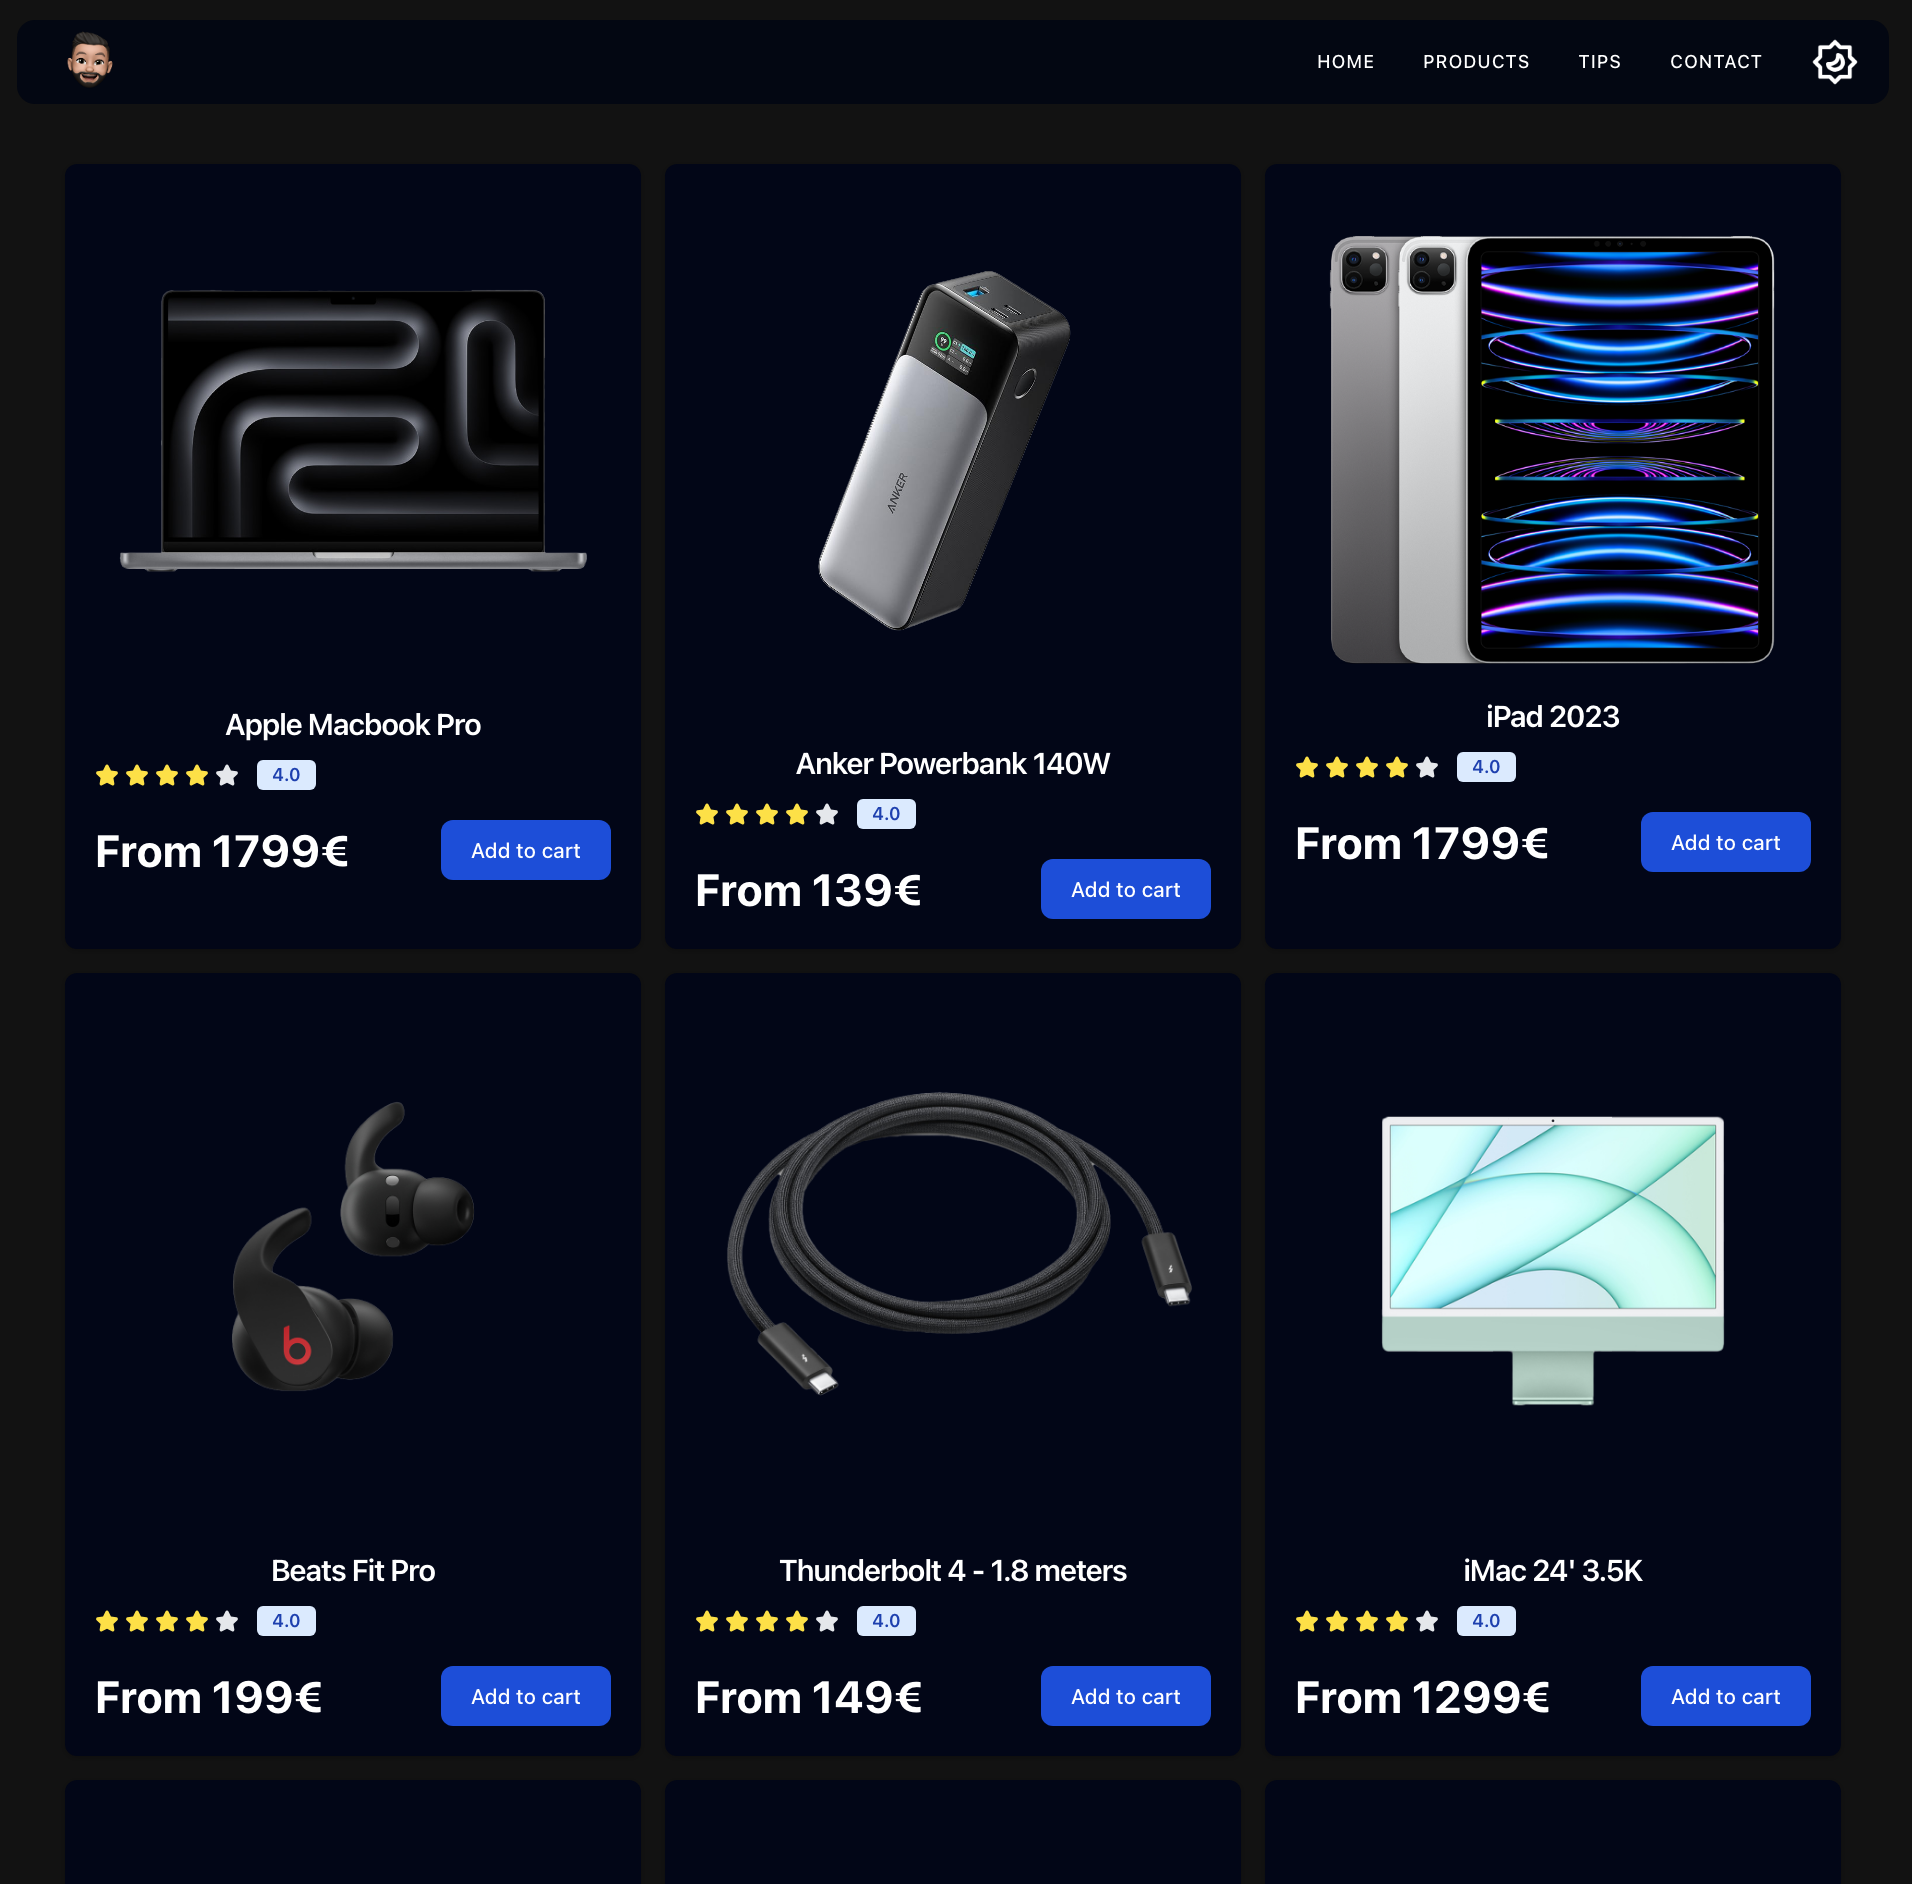 HOME PRODUCTS TIPS CONTACT
ANKER
Apple Macbook Pro
4.0
From 1799€ Add to cart
Anker Powerbank 140W
4.0
From 139€ Add to cart
iPad 2023
4.0
From 1799€ Add to cart
Beats Fit Pro
4.0
From 199€ Add to cart
Thunderbolt 4 - 1.8 meters
4.0
From 149€ Add to cart
iMac 24' 3.5K
4.0
From 1299€ Add to cart